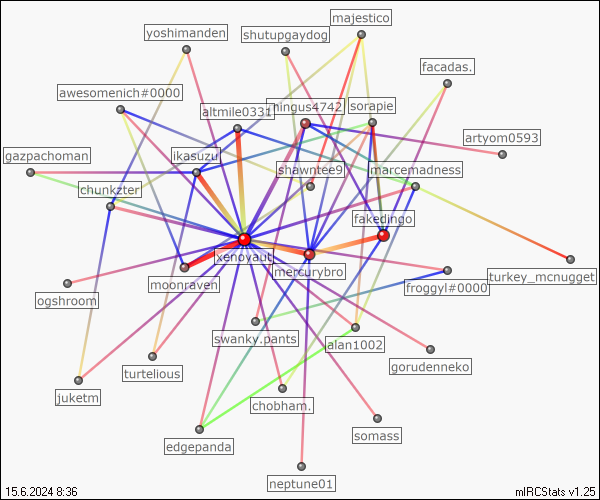 majestico
yoshimanden
shutupgaydog
facadas.
awesomenich#0000
altmile0331
mingus4742
sorapie
artyom0593
gazpachoman
ikasuzu
shawntee9
marcemadness
chunkzter
fakedingo
xenoyaut
mercurybro
turkey_mcnugget
moonraven
froggyl#0000
ogshroom
swanky.pants
alan1002
gorudenneko
turtelious
juketm
chobham.
somass
edgepanda
neptune01
15.6.2024 8:36
mIRCStats v1.25